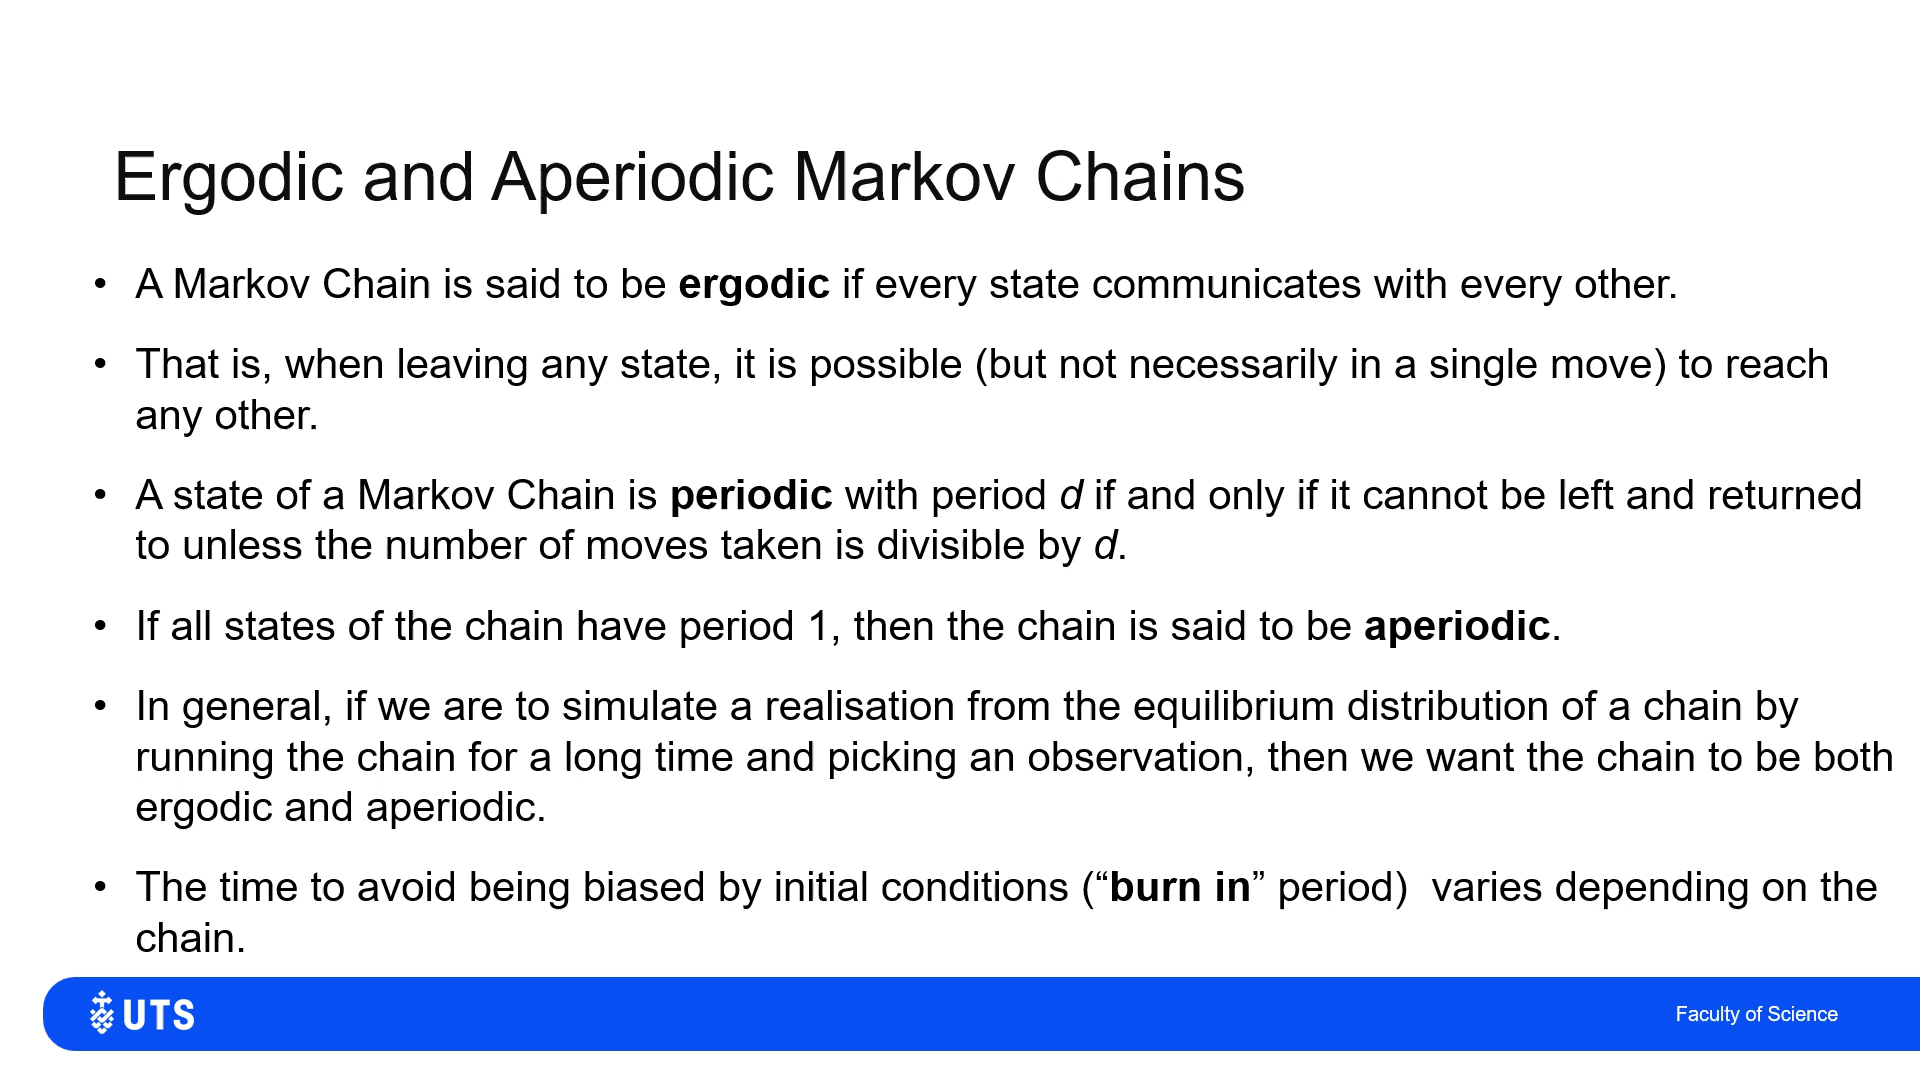 Ergodic and Aperiodic Markov Chains
• A Markov Chain is said to be ergodic if every state communicates with every other.
• That is, when leaving any state, it is possible (but not necessarily in a single move) to reach
any other.
• A state of a Markov Chain is periodic with period d if and only if it cannot be left and returned
to unless the number of moves taken is divisible by d.
• If all states of the chain have period 1, then the chain is said to be aperiodic.
• In general, if we are to simulate a realisation from the equilibrium distribution of a chain by
running the chain for a long time and picking an observation, then we want the chain to be both
ergodic and aperiodic.
• The time to avoid being biased by initial conditions (“burn in” period)  varies depending on the
chain.
UTS
Faculty of Science